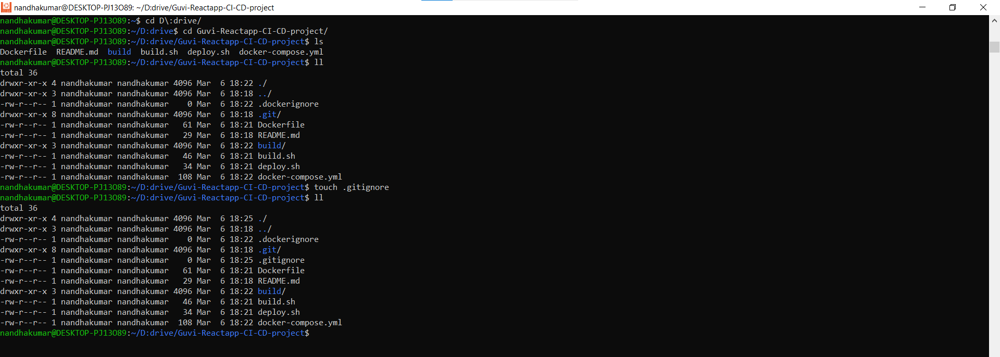 nandhakumar@DESKTOP-PJ13O89: ~/D:drive/Guvi-Reactapp-CI-CD-project
nandhakumar@DESKTOP-PJ13O89:~$ cd D\:drive/
nandhakumar@DESKTOP-PJ13O89:~/D:drive$ cd Guvi-Reactapp-CI-CD-project/
nandhakumar@DESKTOP-PJ13O89:~/D:drive/Guvi-Reactapp-CI-CD-project$ ls
Dockerfile  README.md  build  build.sh  deploy.sh  docker-compose.yml
nandhakumar@DESKTOP-PJ13O89:~/D:drive/Guvi-Reactapp-CI-CD-project$ ll
total 36
drwxr-xr-x 4 nandhakumar nandhakumar 4096 Mar  6 18:22 ./
drwxr-xr-x 3 nandhakumar nandhakumar 4096 Mar  6 18:18 ../
-rw-r--r-- 1 nandhakumar nandhakumar    0 Mar  6 18:22 .dockerignore
drwxr-xr-x 8 nandhakumar nandhakumar 4096 Mar  6 18:18 .git/
-rw-r--r-- 1 nandhakumar nandhakumar   61 Mar  6 18:21 Dockerfile
-rw-r--r-- 1 nandhakumar nandhakumar   29 Mar  6 18:18 README.md
drwxr-xr-x 3 nandhakumar nandhakumar 4096 Mar  6 18:22 build/
-rw-r--r-- 1 nandhakumar nandhakumar   46 Mar  6 18:21 build.sh
-rw-r--r-- 1 nandhakumar nandhakumar   34 Mar  6 18:21 deploy.sh
-rw-r--r-- 1 nandhakumar nandhakumar  108 Mar  6 18:22 docker-compose.yml
nandhakumar@DESKTOP-PJ13O89:~/D:drive/Guvi-Reactapp-CI-CD-project$ touch .gitignore
nandhakumar@DESKTOP-PJ13O89:~/D:drive/Guvi-Reactapp-CI-CD-project$ ll
total 36
drwxr-xr-x 4 nandhakumar nandhakumar 4096 Mar  6 18:25 ./
drwxr-xr-x 3 nandhakumar nandhakumar 4096 Mar  6 18:18 ../
-rw-r--r-- 1 nandhakumar nandhakumar    0 Mar  6 18:22 .dockerignore
drwxr-xr-x 8 nandhakumar nandhakumar 4096 Mar  6 18:18 .git/
-rw-r--r-- 1 nandhakumar nandhakumar    0 Mar  6 18:25 .gitignore
-rw-r--r-- 1 nandhakumar nandhakumar   61 Mar  6 18:21 Dockerfile
-rw-r--r-- 1 nandhakumar nandhakumar   29 Mar  6 18:18 README.md
drwxr-xr-x 3 nandhakumar nandhakumar 4096 Mar  6 18:22 build/
-rw-r--r-- 1 nandhakumar nandhakumar   46 Mar  6 18:21 build.sh
-rw-r--r-- 1 nandhakumar nandhakumar   34 Mar  6 18:21 deploy.sh
-rw-r--r-- 1 nandhakumar nandhakumar  108 Mar  6 18:22 docker-compose.yml
nandhakumar@DESKTOP-PJ13O89:~/D:drive/Guvi-Reactapp-CI-CD-project$